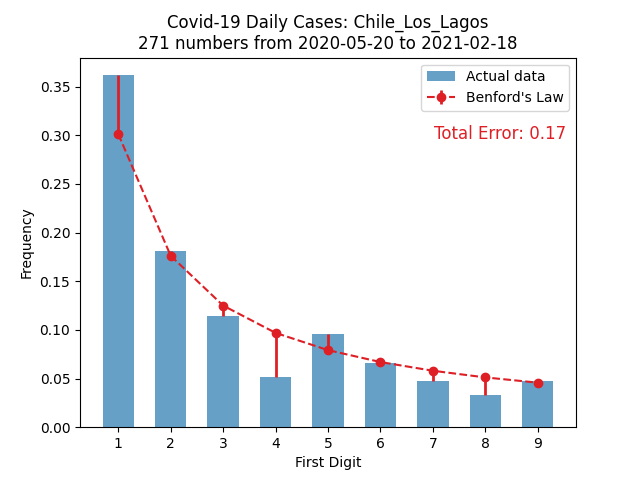 Covid-19 Daily Cases: Chile_Los_Lagos
271 numbers from 2020-05-20 to 2021-02-18
Actual data
Benford's Law
Total Error: 0.17
0.35
0.30
0.25
0.20
0.15
0.10
0.05
0.00
Frequency
1 2 3 4 5 6 7 8 9
First Digit